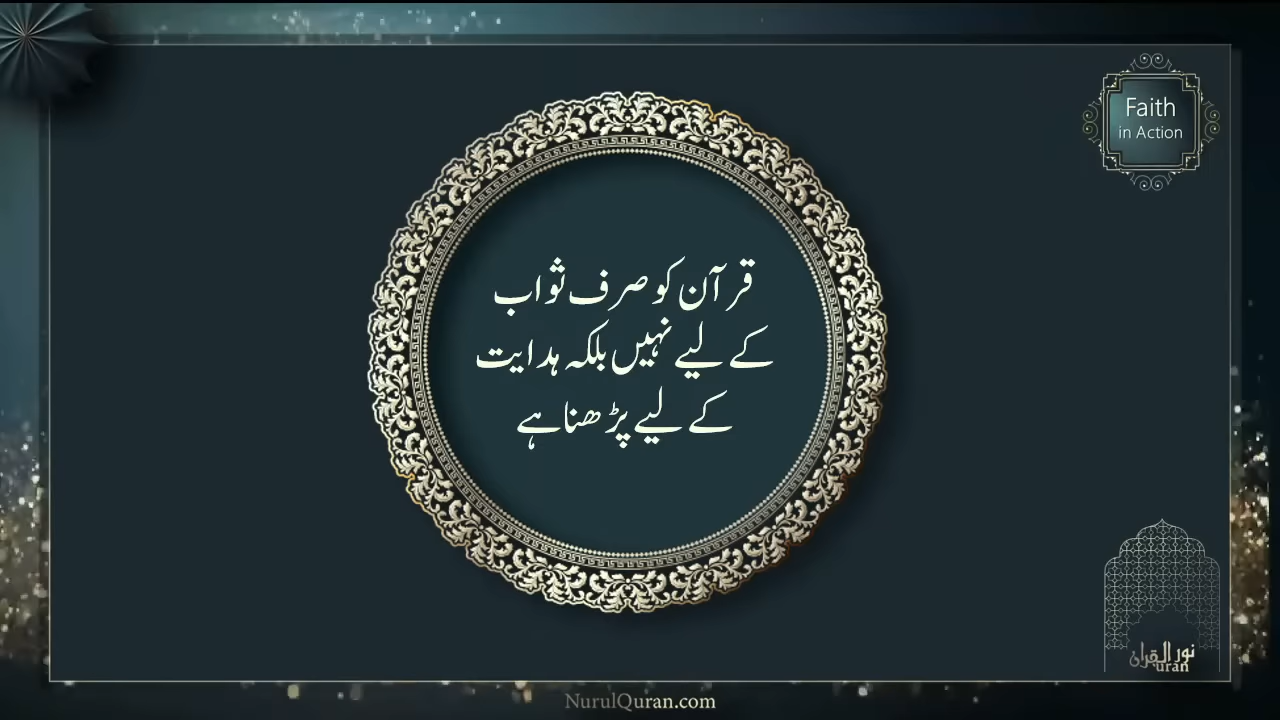 Faith
in Action
قرآن کو صرف ثواب
کے لیے نہیں بلکہ ہدایت
کے لیے پڑھنا ہے
نور القرآن
uran
NurulQuran.com